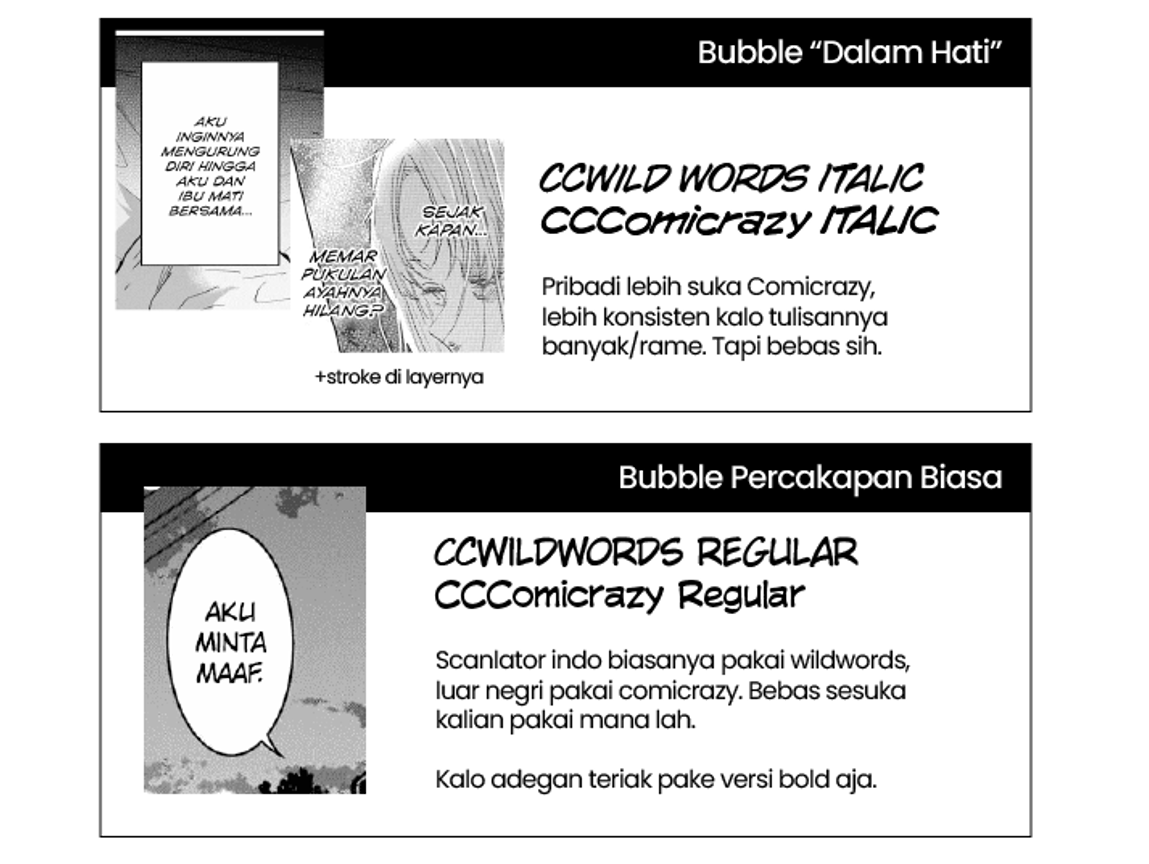 Bubble “Dalam Hati”
AKU
INGINNYA
MENGURUNG
DIRI HINGGA
AKU DAN
IBU MATI
BERSAMA...
SEJAK
KAPAN...
MEMAR
PUKULAN
AYAHNYA
HILANG?
+stroke di layernya
CCWILD WORDS ITALIC
CCComicrazy ITALIC
Pribadi lebih suka Comicrazy,
lebih konsisten kalo tulisannya
banyak/rame. Tapi bebas sih.
Bubble Percakapan Biasa
AKU
MINTA
MAAF.
CCWILDWORDS REGULAR
CCComicrazy Regular
Scanlator indo biasanya pakai wildwords,
luar negri pakai comicrazy. Bebas sesuka
kalian pakai mana lah.
Kalo adegan teriak pake versi bold aja.